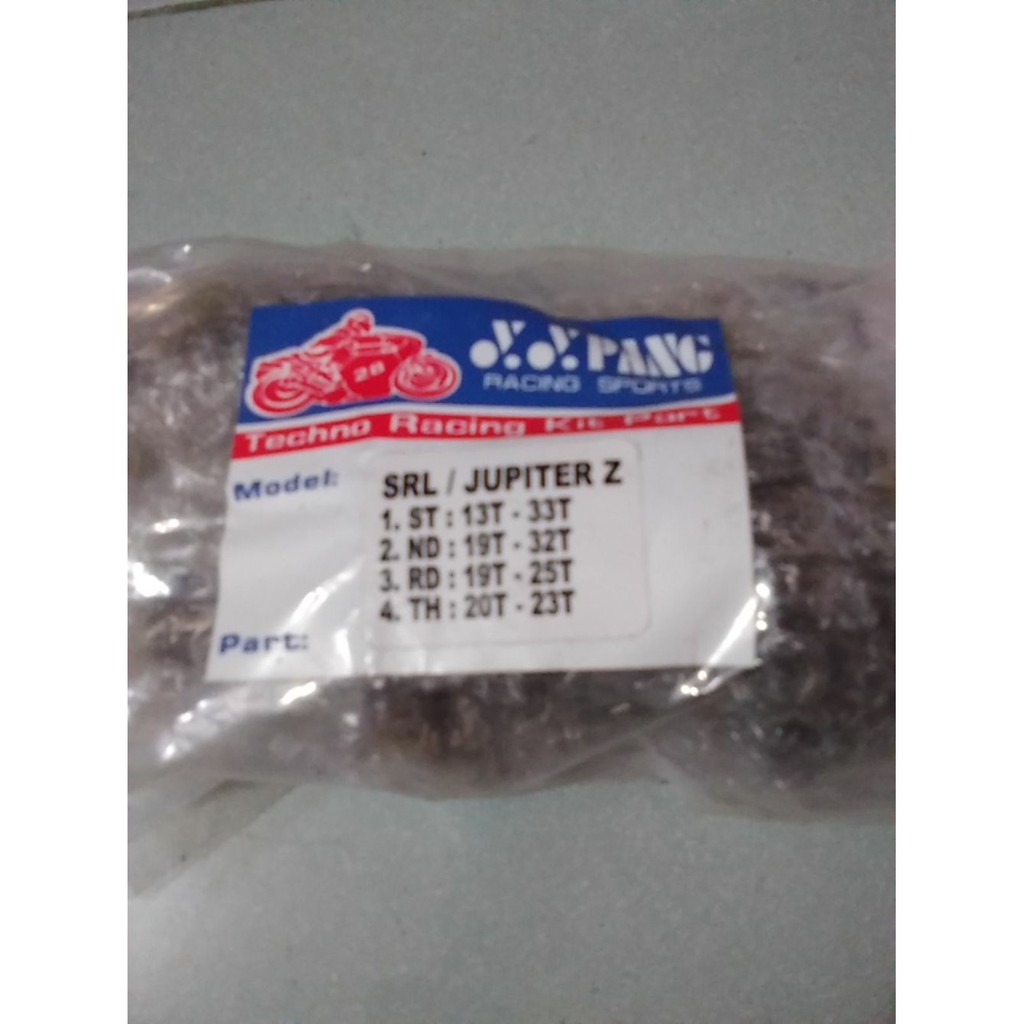 28
Y.Y.PANG
RACING SPORTS
Techno Racing Kit Part
Model:
SRL / JUPITER Z
1. ST : 13T - 33T
2. ND : 19T - 32T
3. RD : 19T - 25T
4. TH : 20T - 23T
Part: